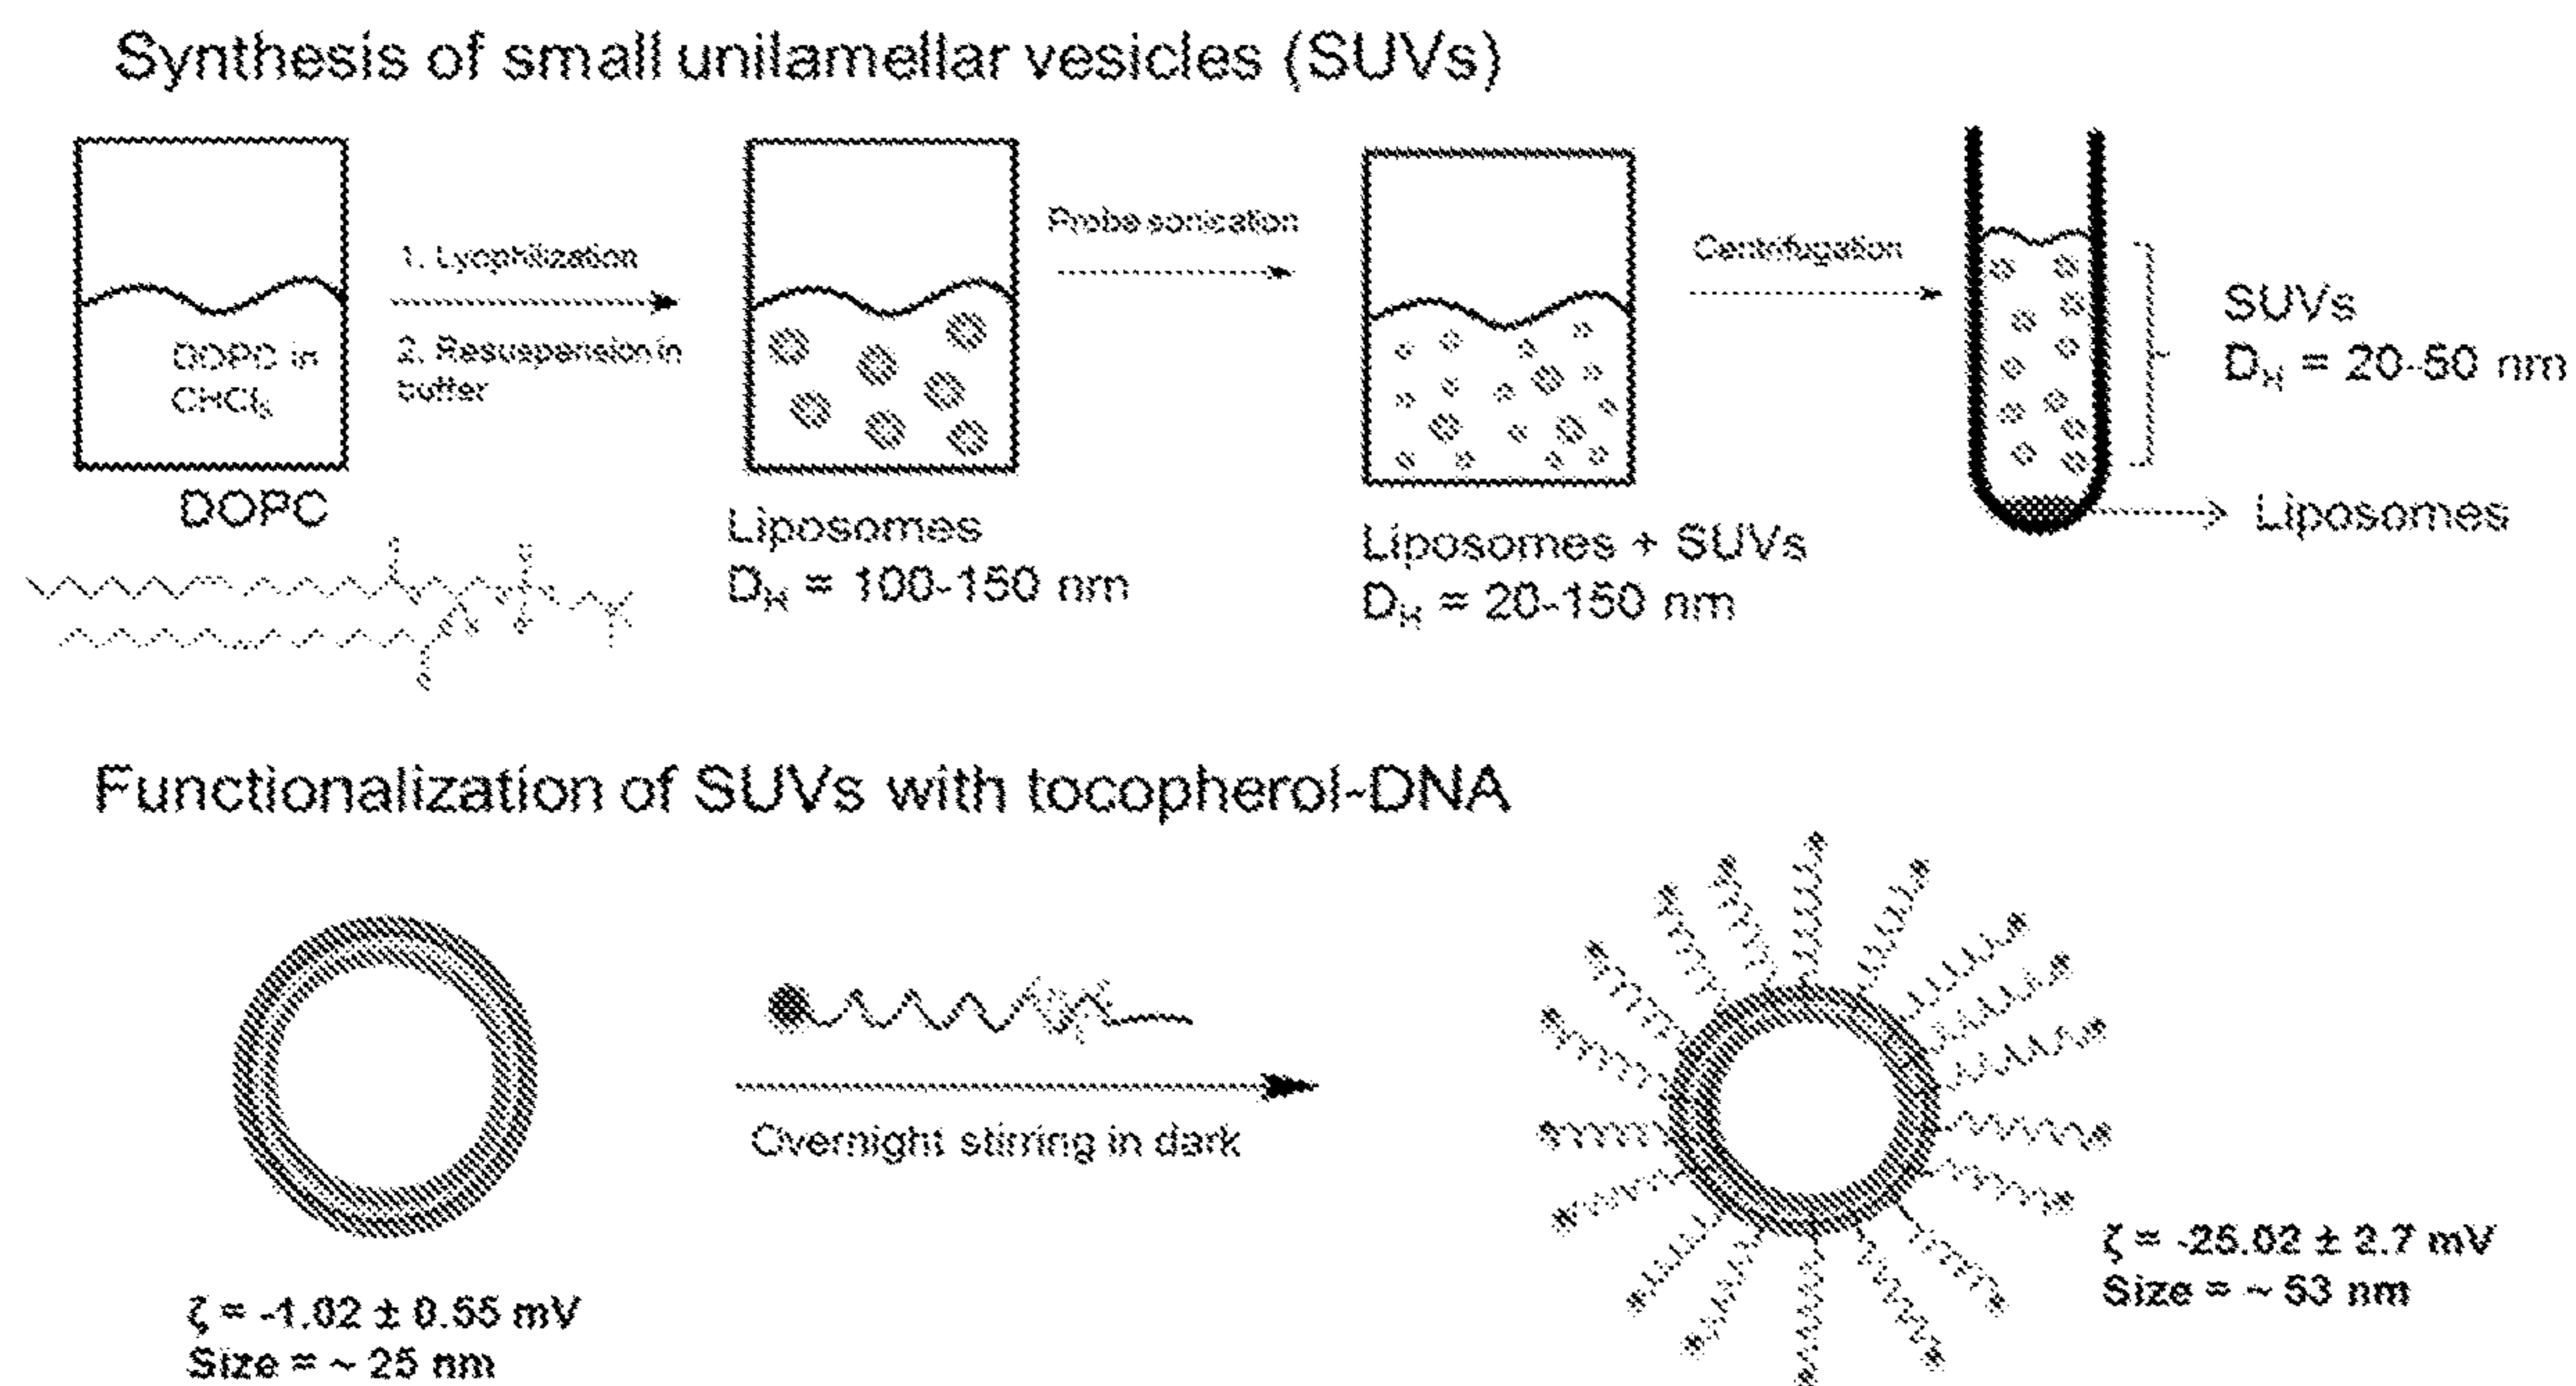 Synthesis of small unilamellar vesicles (SUVs)
DOPC in
CHCl₃
DOPC
1. Lyophilization
2. Resuspension in
buffer
Liposomes
D_H = 100-150 nm
Probe sonication
Liposomes + SUVs
D_H = 20-150 nm
Centrifugation
SUVs
D_H = 20-50 nm
Liposomes
Functionalization of SUVs with tocopherol-DNA
ζ = -1.02 ± 0.55 mV
Size = ~ 25 nm
Overnight stirring in dark
ζ = -25.02 ± 2.7 mV
Size = ~ 53 nm